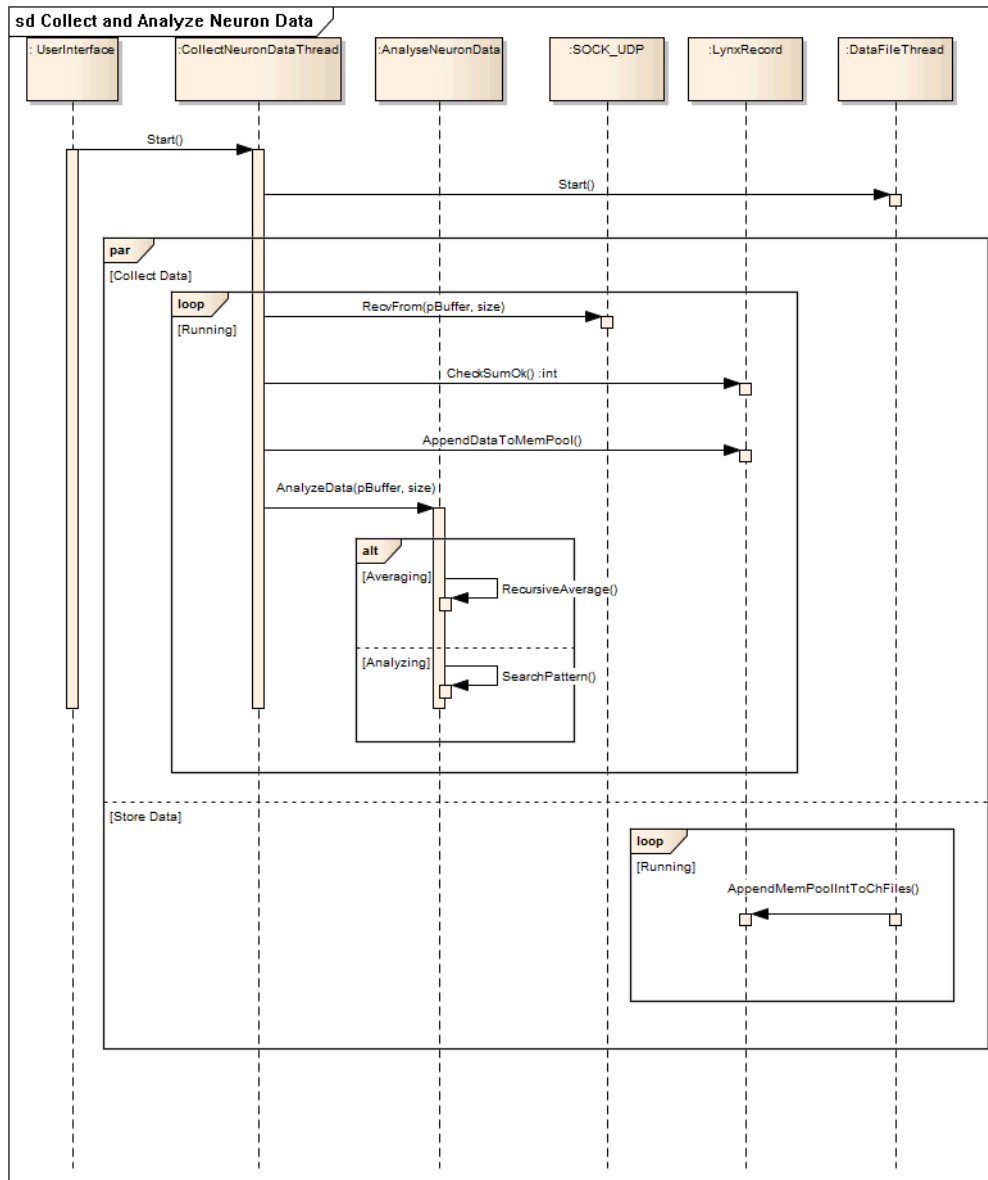 sd Collect and Analyze Neuron Data
: UserInterface
:CollectNeuronDataThread
:AnalyseNeuronData
:SOCK_UDP
:LynxRecord
:DataFileThread
Start()
Start()
par
[Collect Data]
loop
[Running]
RecvFrom(pBuffer, size)
CheckSumOk() :int
AppendDataToMemPool()
AnalyzeData(pBuffer, size)
alt
[Averaging]
RecursiveAverage()
[Analyzing]
SearchPattern()
[Store Data]
loop
[Running]
AppendMemPoolIntToChFiles()